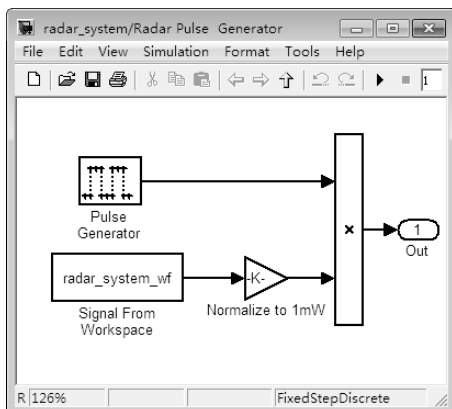 radar_system/Radar Pulse Generator
File Edit View Simulation Format Tools Help
1
Pulse
Generator
radar_system_wf
Signal From
Workspace
-K-
Normalize to 1mW
×
1
Out
R 126% FixedStepDiscrete